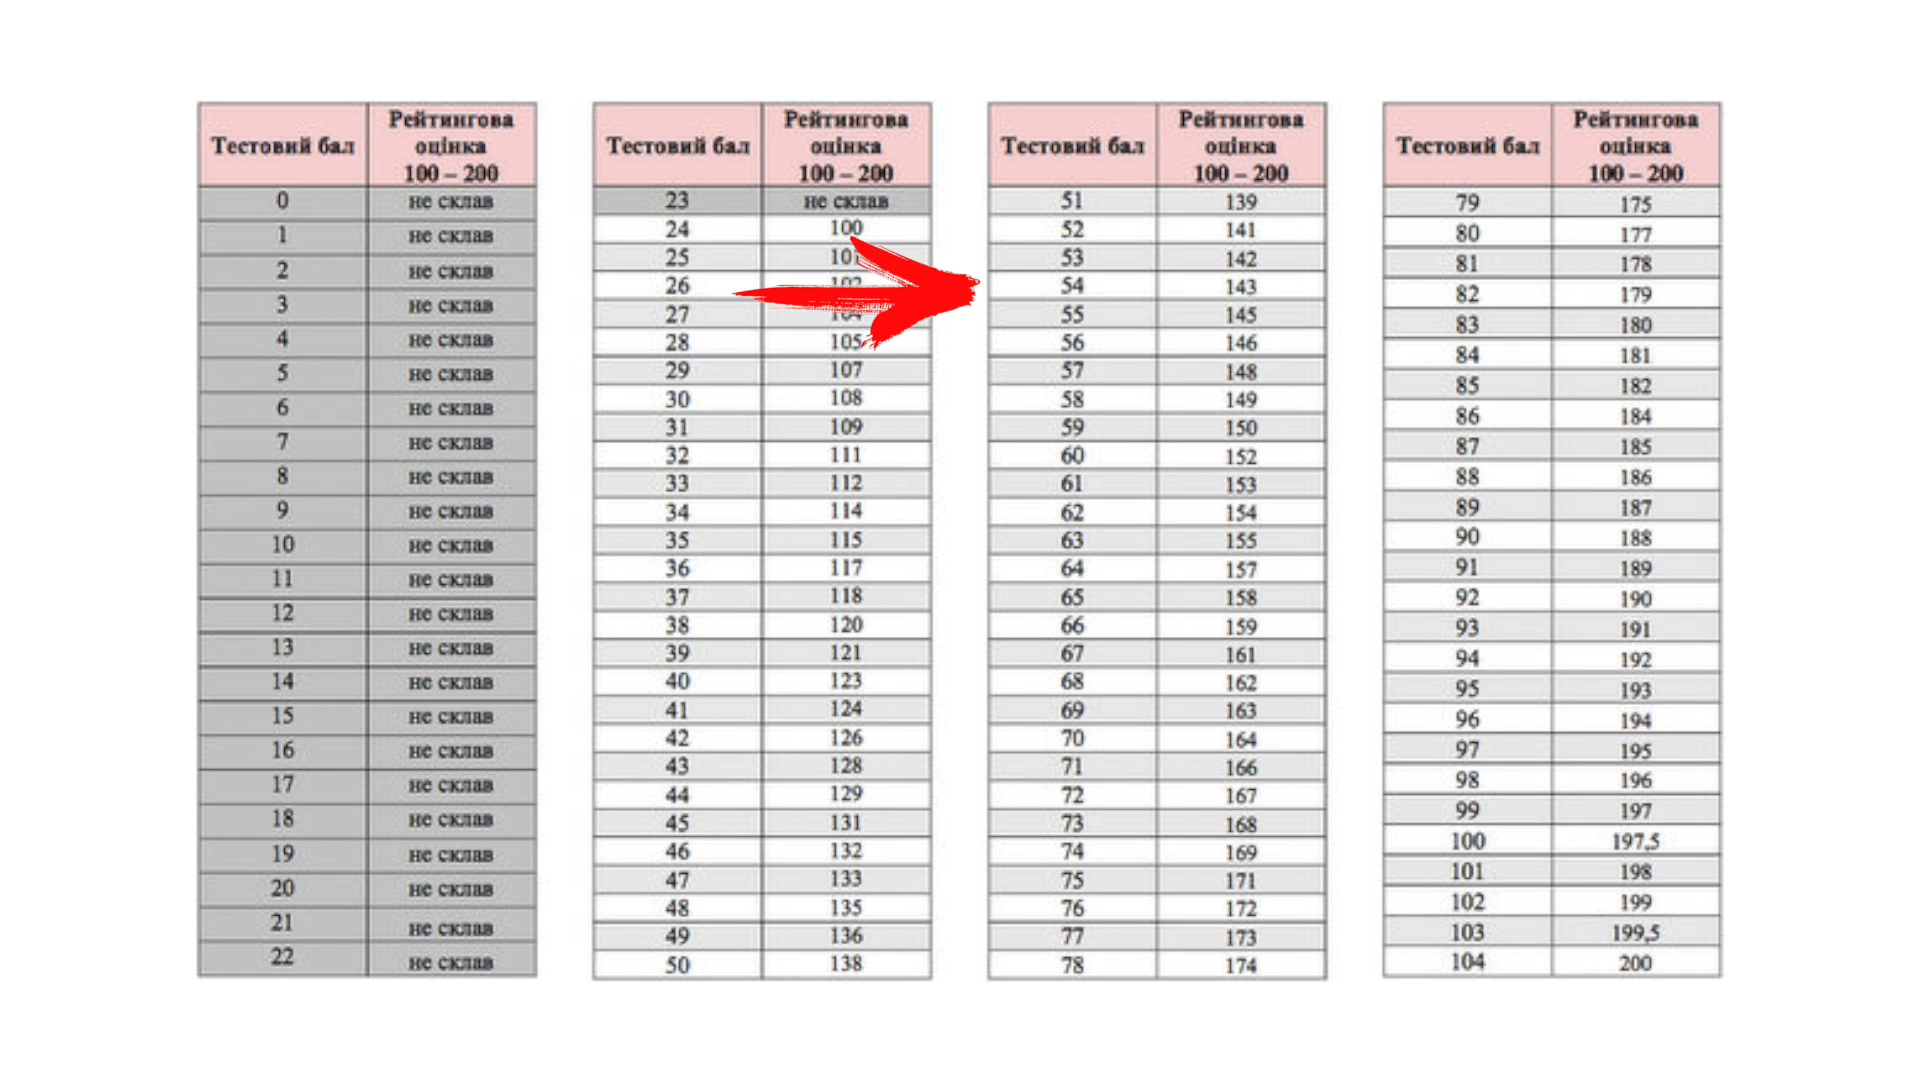 Тестовий бал Рейтингова оцінка 100 – 200
0 не склав
1 не склав
2 не склав
3 не склав
4 не склав
5 не склав
6 не склав
7 не склав
8 не склав
9 не склав
10 не склав
11 не склав
12 не склав
13 не склав
14 не склав
15 не склав
16 не склав
17 не склав
18 не склав
19 не склав
20 не склав
21 не склав
22 не склав
Тестовий бал Рейтингова оцінка 100 – 200
23 не склав
24 100
25 101
26
27 104
28 105
29 107
30 108
31 109
32 111
33 112
34 114
35 115
36 117
37 118
38 120
39 121
40 123
41 124
42 126
43 128
44 129
45 131
46 132
47 133
48 135
49 136
50 138
Тестовий бал Рейтингова оцінка 100 – 200
51 139
52 141
53 142
54 143
55 145
56 146
57 148
58 149
59 150
60 152
61 153
62 154
63 155
64 157
65 158
66 159
67 161
68 162
69 163
70 164
71 166
72 167
73 168
74 169
75 171
76 172
77 173
78 174
Тестовий бал Рейтингова оцінка 100 – 200
79 175
80 177
81 178
82 179
83 180
84 181
85 182
86 184
87 185
88 186
89 187
90 188
91 189
92 190
93 191
94 192
95 193
96 194
97 195
98 196
99 197
100 197,5
101 198
102 199
103 199,5
104 200